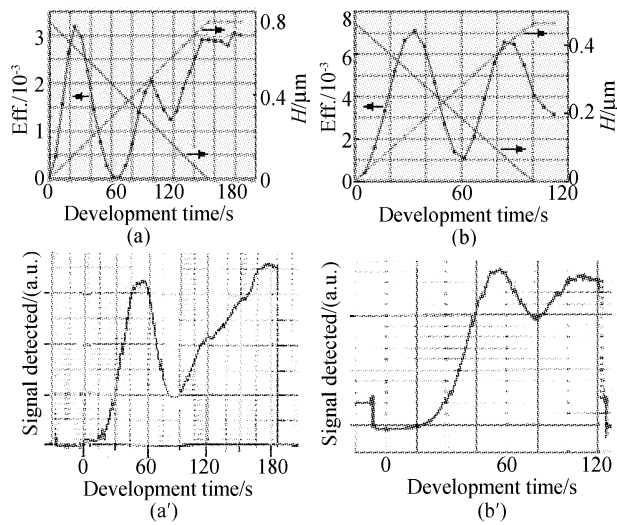 Eff./10⁻³
3
2
1
0
0.8
0.4
0
H/μm
0 60 120 180
Development time/s
(a)
Eff./10⁻³
8
6
4
2
0
0.4
0.2
0
H/μm
0 60 120
Development time/s
(b)
Signal detected/(a.u.)
0 60 120 180
Development time/s
(a′)
Signal detected/(a.u.)
0 60 120
Development time/s
(b′)